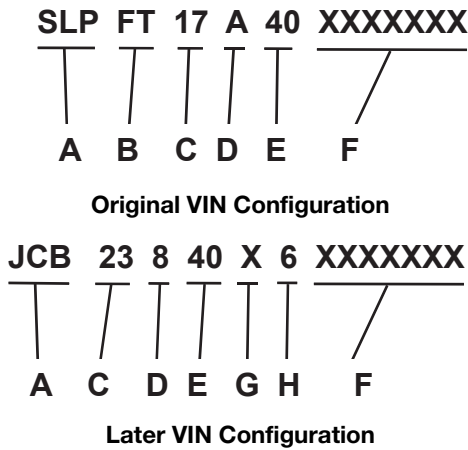 SLP FT 17 A 40 XXXXXXX
A B C D E F
Original VIN Configuration
JCB 23 8 40 X 6 XXXXXXX
A C D E G H F
Later VIN Configuration